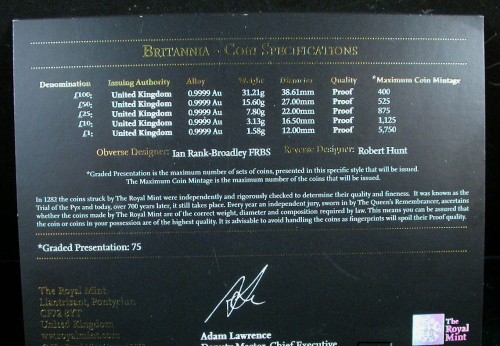 Britannia · Coin Specifications
Denomination Issuing Authority Alloy Weight Diameter Quality *Maximum Coin Mintage
£100: United Kingdom 0.9999 Au 31.21g 38.61mm Proof 400
£50: United Kingdom 0.9999 Au 15.60g 27.00mm Proof 525
£25: United Kingdom 0.9999 Au 7.80g 22.00mm Proof 875
£10: United Kingdom 0.9999 Au 3.13g 16.50mm Proof 1,125
£1: United Kingdom 0.9999 Au 1.58g 12.00mm Proof 5,750
Obverse Designer: Ian Rank-Broadley FRBS Reverse Designer: Robert Hunt
*Graded Presentation is the maximum number of sets of coins, presented in this specific style that will be issued.
The Maximum Coin Mintage is the maximum number of the coins that will be issued.
In 1282 the coins struck by The Royal Mint were independently and rigorously checked to determine their quality and fineness. It was known as the
Trial of the Pyx and today, over 700 years later, it still takes place. Every year an independent jury, sworn in by The Queen's Remembrancer, ascertains
whether the coins made by The Royal Mint are of the correct weight, diameter and composition required by law. This means you can be assured that
the coin or coins in your possession are of the highest quality. It is advisable to avoid handling the coins as fingerprints will spoil their Proof quality.
*Graded Presentation: 75
The Royal Mint
Llantrisant, Pontyclun
CF72 8YT
United Kingdom
www.royalmint.com
Adam Lawrence
Deputy Master, Chief Executive
The
Royal
Mint